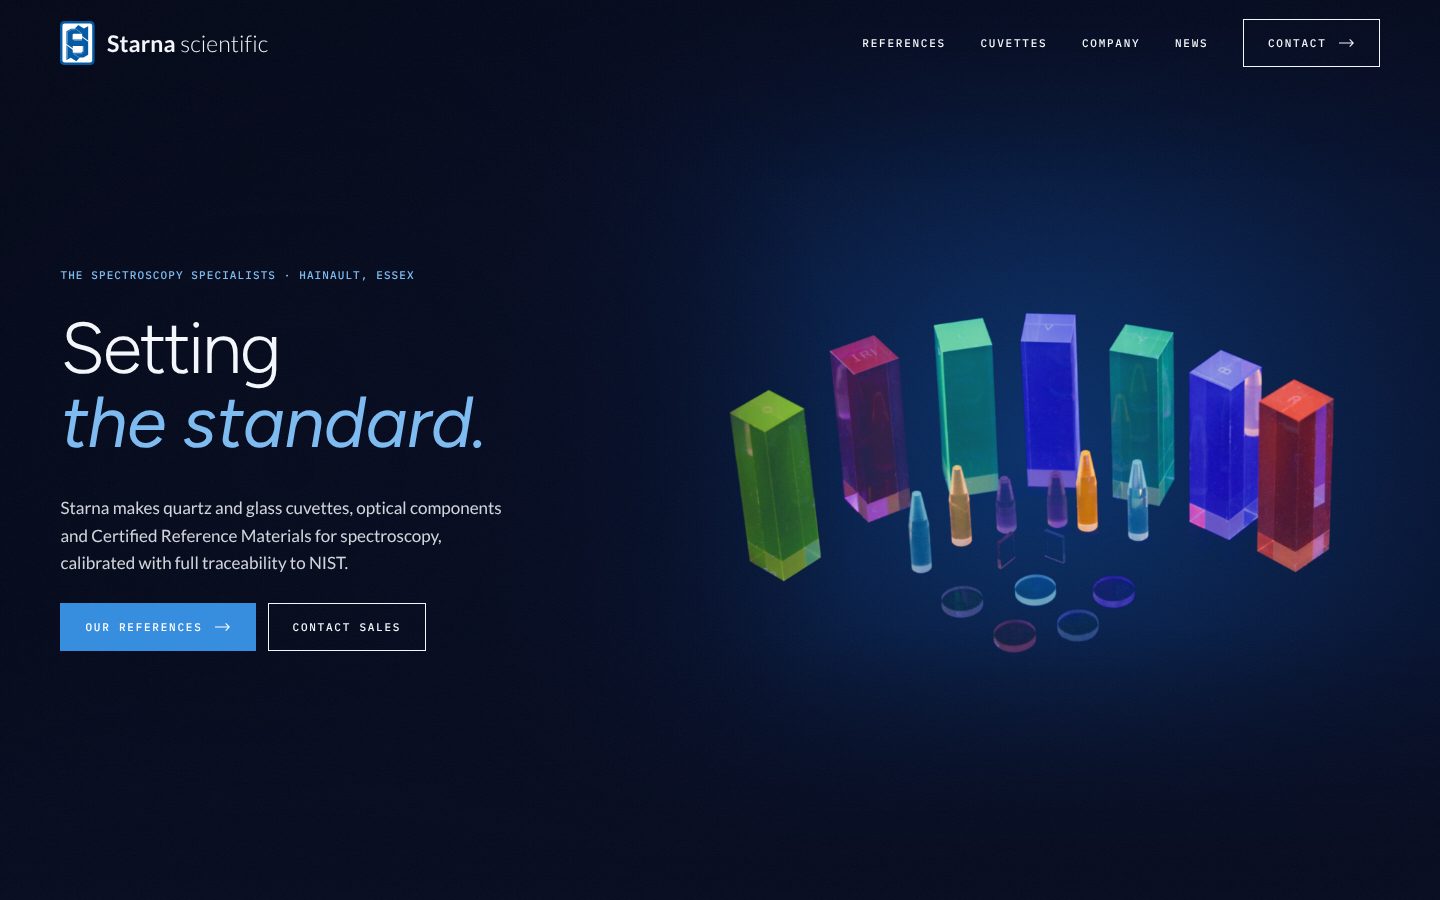 Starna scientific
REFERENCES
CUVETTES
COMPANY
NEWS
CONTACT
THE SPECTROSCOPY SPECIALISTS · HAINAULT, ESSEX
Setting
the standard.
Starna makes quartz and glass cuvettes, optical components
and Certified Reference Materials for spectroscopy,
calibrated with full traceability to NIST.
OUR REFERENCES
CONTACT SALES